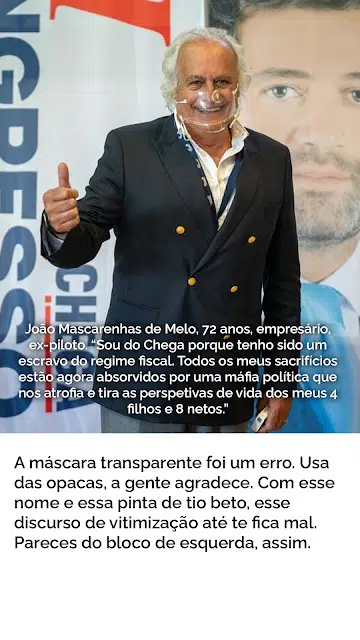 NGRESSO
CHEGA
João Mascarenhas de Melo, 72 anos, empresário,
ex-piloto. “Sou do Chega porque tenho sido um
escravo do regime fiscal. Todos os meus sacrifícios
estão agora absorvidos por uma máfia política que
nos atrofia e tira as perspetivas de vida dos meus 4
filhos e 8 netos.”
A máscara transparente foi um erro. Usa
das opacas, a gente agradece. Com esse
nome e essa pinta de tio beto, esse
discurso de vitimização até te fica mal.
Pareces do bloco de esquerda, assim.